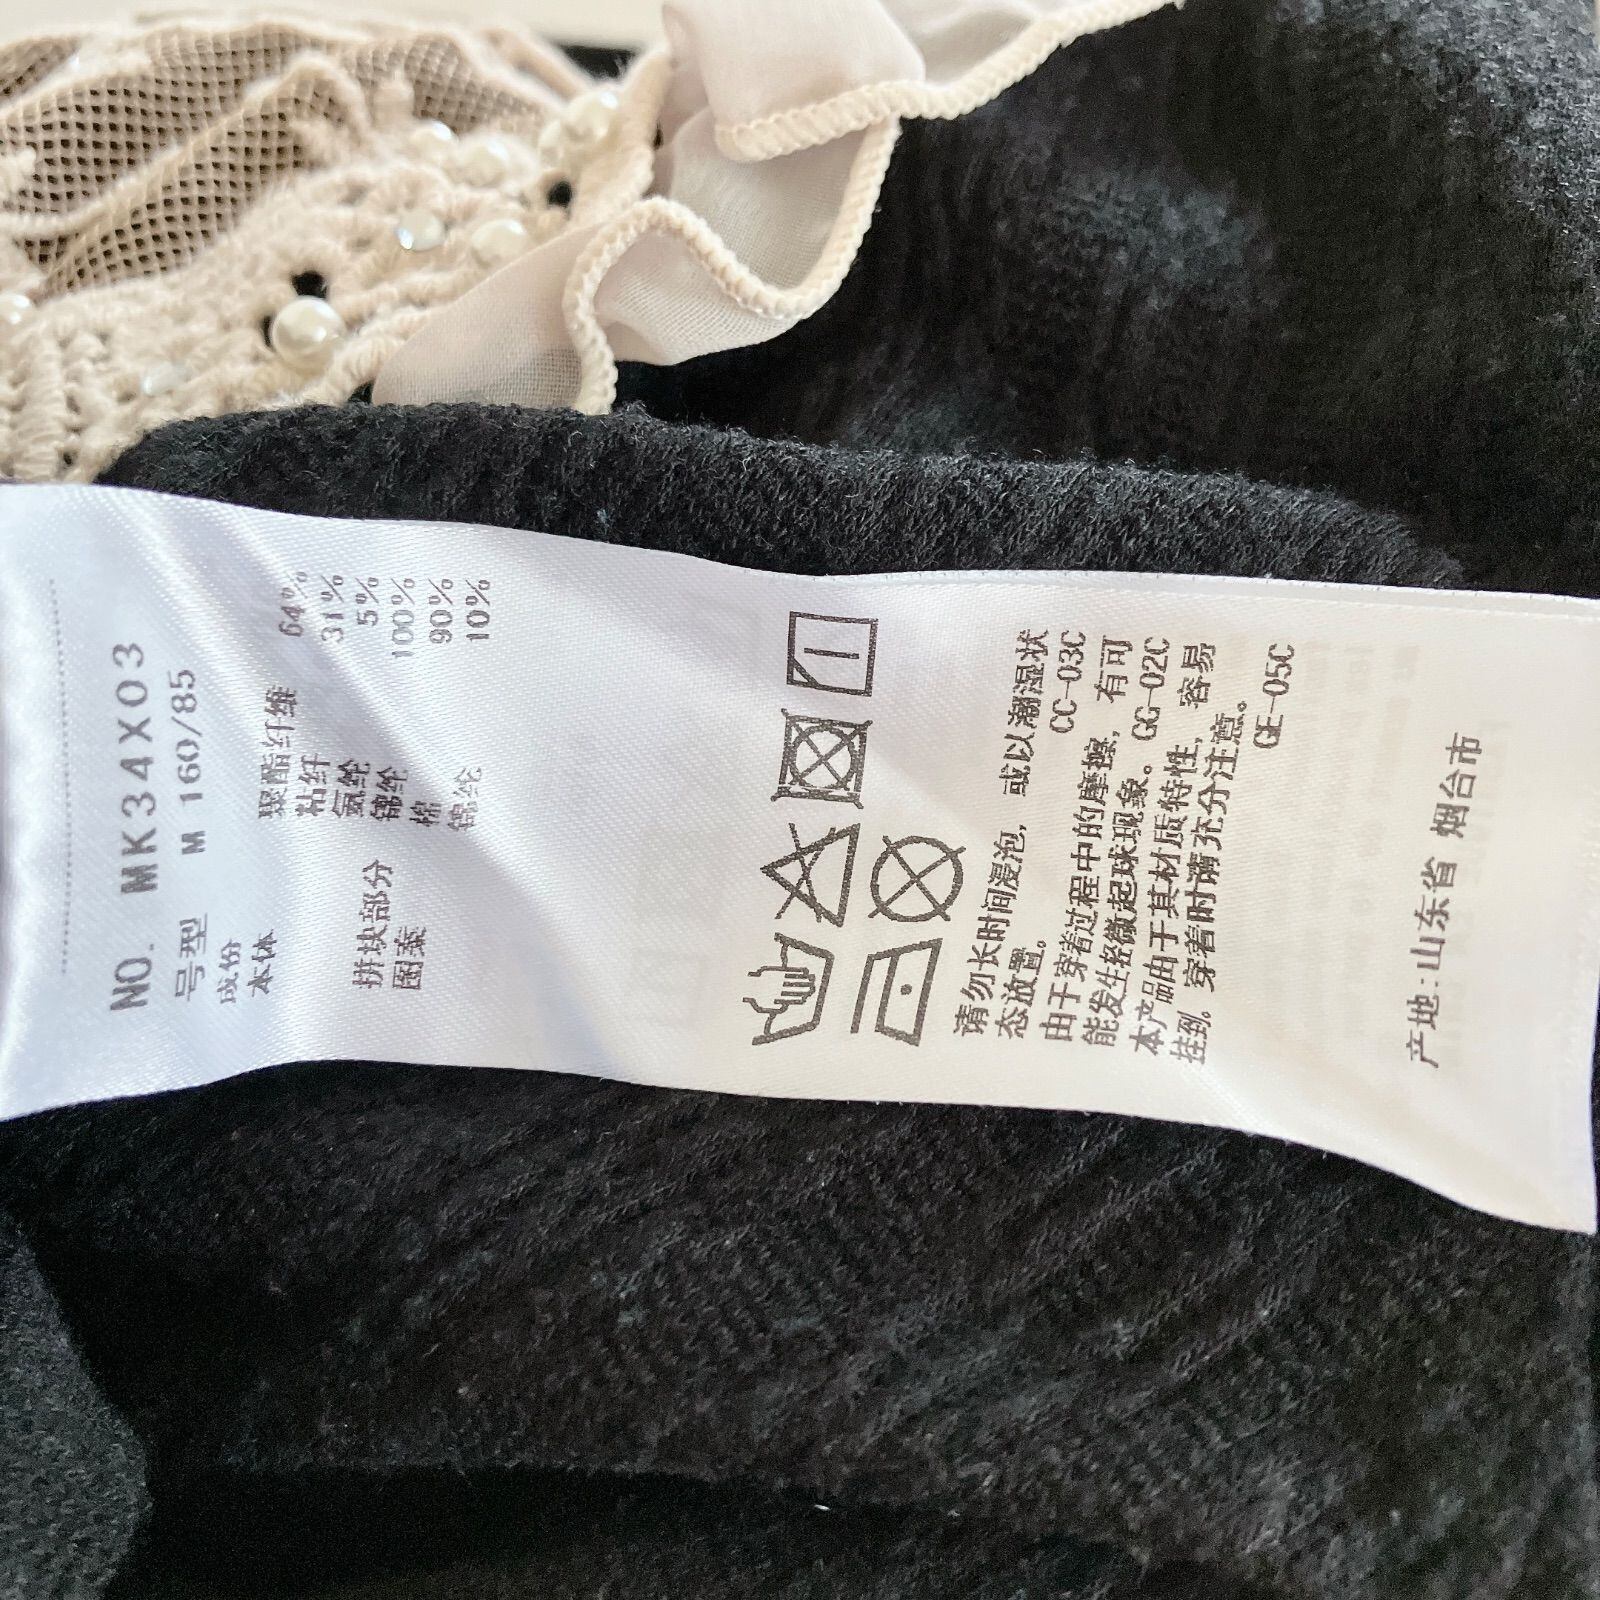 NO. MK34X03
号型 M 160/85
成份
本体 聚酯纤维 64%
粘纤 31%
氨纶 5%
拼块部分 锦纶 100%
图案 棉 90%
锦纶 10%
请勿长时间浸泡，或以潮湿状
态放置。 CC-03C
由于穿着过程中的摩擦，有可
能发生轻微起球现象。GG-02C
本产品由于其材质特性，容易
挂到。穿着时请充分注意。
GE-05C
产地:山东省 烟台市